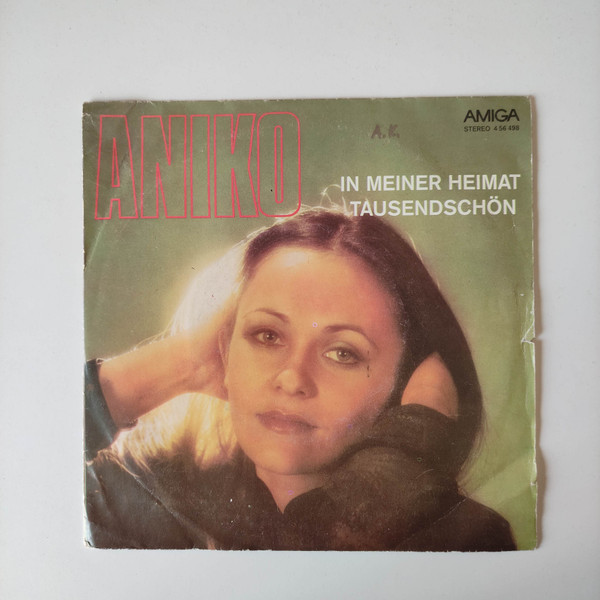 ANIKO
AMIGA
STEREO 4 56 498
A.K.
IN MEINER HEIMAT
TAUSENDSCHÖN